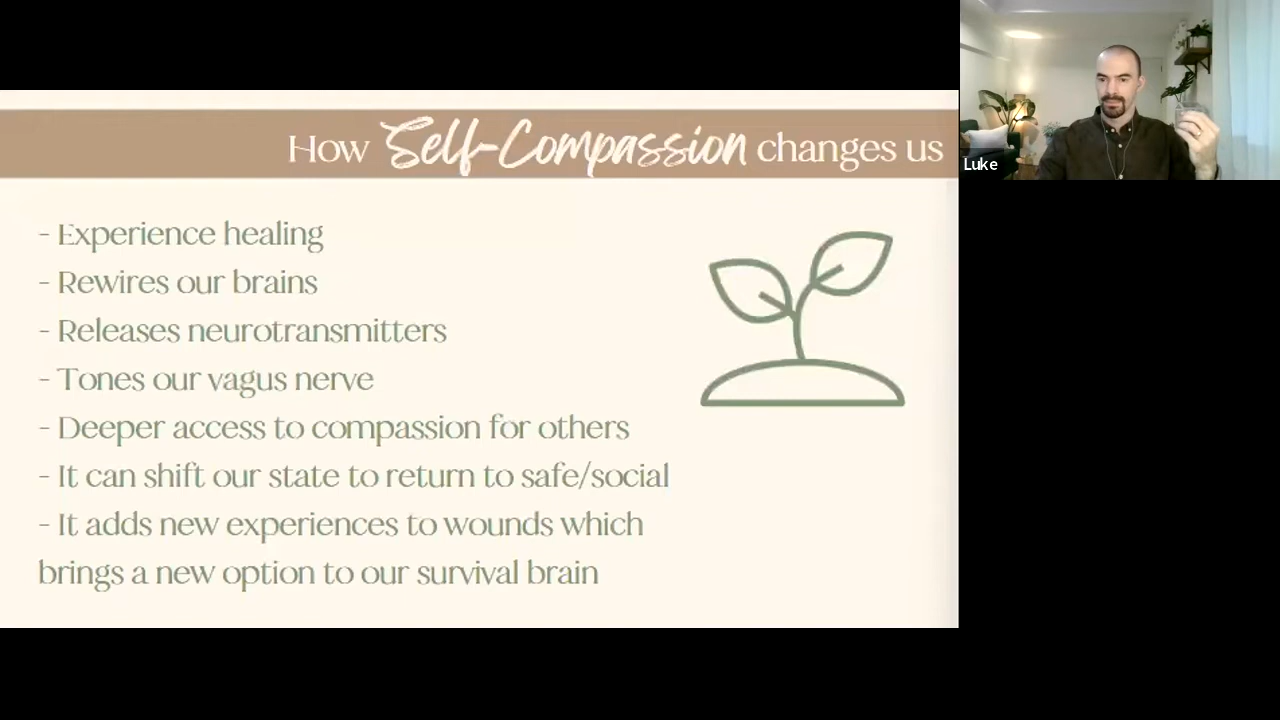 How Self-Compassion changes us
Luke
- Experience healing
- Rewires our brains
- Releases neurotransmitters
- Tones our vagus nerve
- Deeper access to compassion for others
- It can shift our state to return to safe/social
- It adds new experiences to wounds which
brings a new option to our survival brain